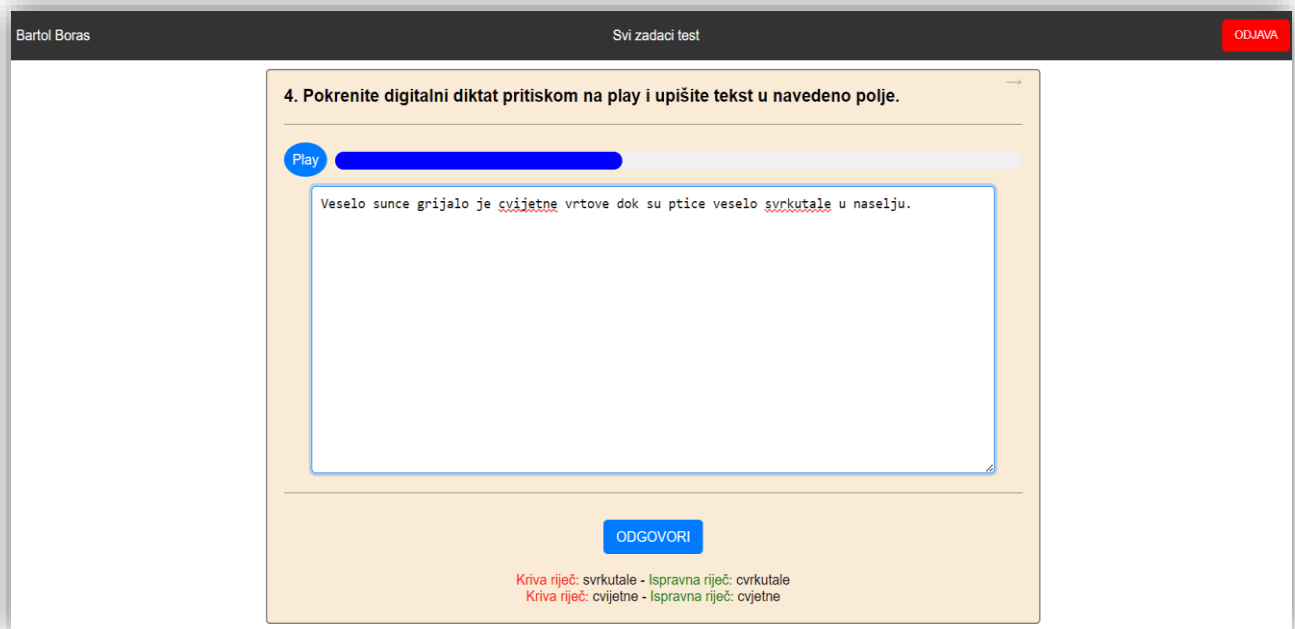 Bartol Boras Svi zadaci test ODJAVA
4. Pokrenite digitalni diktat pritiskom na play i upišite tekst u navedeno polje. →
Play
Veselo sunce grijalo je cvijetne vrtove dok su ptice veselo svrkutale u naselju.
ODGOVORI
Kriva riječ: svrkutale - Ispravna riječ: cvrkutale
Kriva riječ: cvijetne - Ispravna riječ: cvjetne